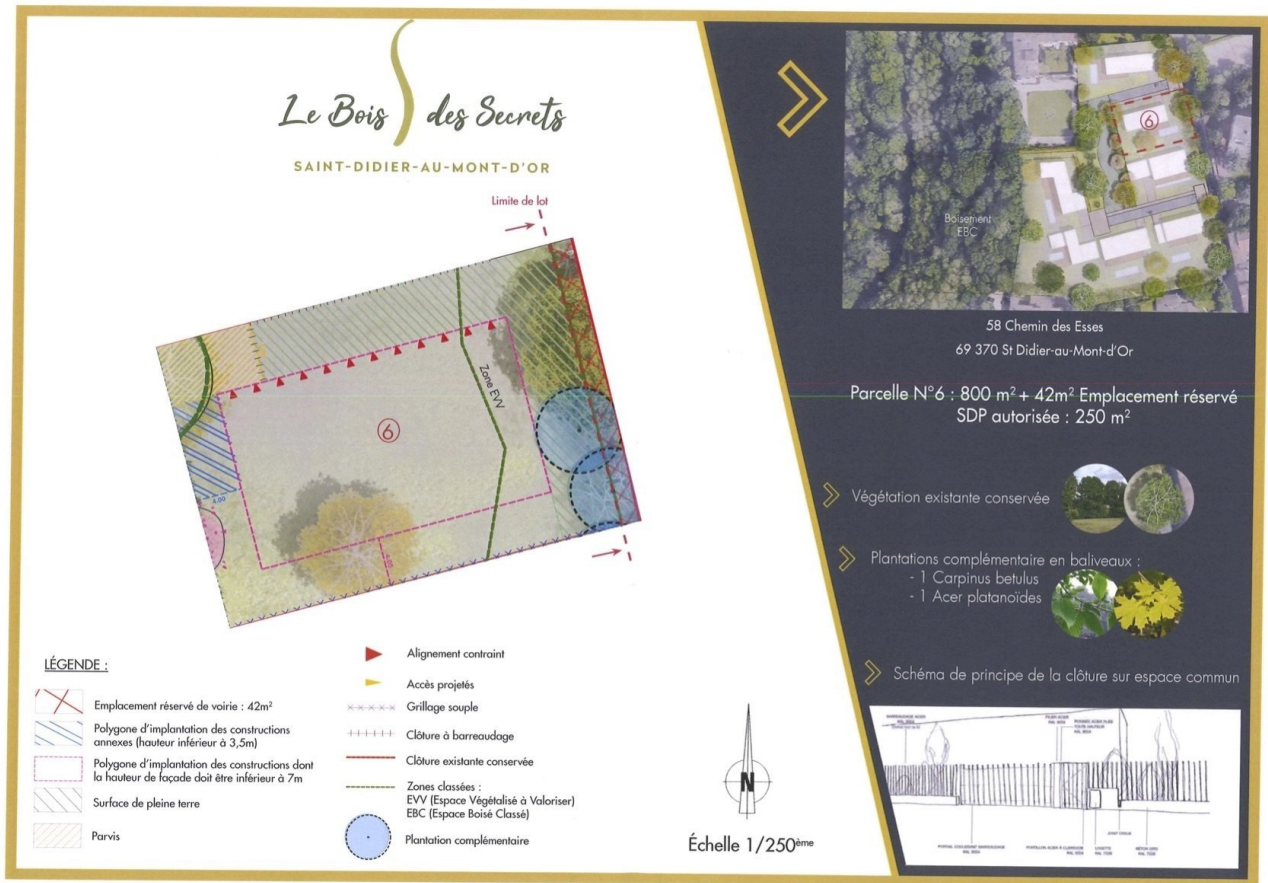 Le Bois des Secrets
SAINT-DIDIER-AU-MONT-D'OR
Limite de lot
Zone EVV
6
4,00
LÉGENDE :
Emplacement réservé de voirie : 42m²
Polygone d'implantation des constructions
annexes (hauteur inférieur à 3,5m)
Polygone d'implantation des constructions dont
la hauteur de façade doit être inférieur à 7m
Surface de pleine terre
Parvis
Alignement contraint
Accès projetés
Grillage souple
Clôture à barreaudage
Clôture existante conservée
Zones classées :
EVV (Espace Végétalisé à Valoriser)
EBC (Espace Boisé Classé)
Plantation complémentaire
N
Échelle 1/250ème
6
Boisement
EBC
58 Chemin des Esses
69 370 St Didier-au-Mont-d'Or
Parcelle N°6 : 800 m² + 42m² Emplacement réservé
SDP autorisée : 250 m²
Végétation existante conservée
Plantations complémentaire en baliveaux :
- 1 Carpinus betulus
- 1 Acer platanoïdes
Schéma de principe de la clôture sur espace commun